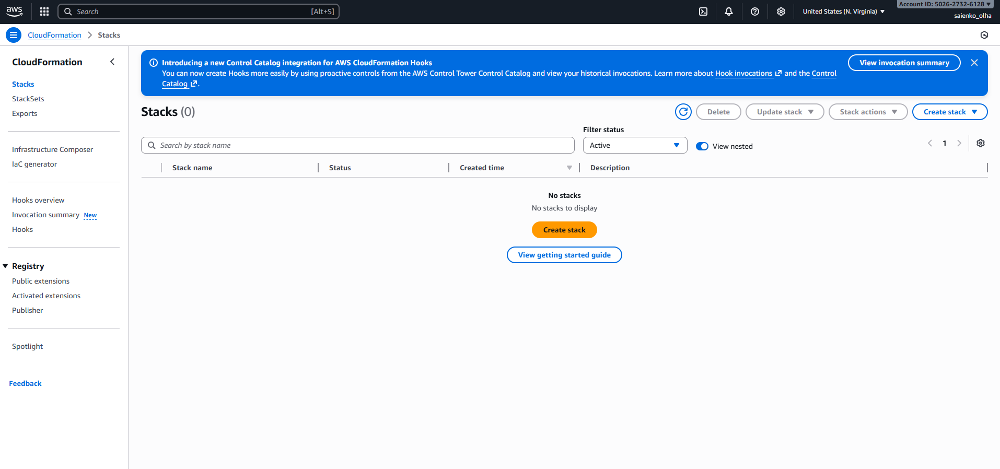 aws
Search
[Alt+S]
United States (N. Virginia)
Account ID: 5026-2732-6128
saienko_olha
CloudFormation
Stacks
CloudFormation
Stacks
StackSets
Exports
Infrastructure Composer
IaC generator
Hooks overview
Invocation summary New
Hooks
Registry
Public extensions
Activated extensions
Publisher
Spotlight
Feedback
Introducing a new Control Catalog integration for AWS CloudFormation Hooks
You can now create Hooks more easily by using proactive controls from the AWS Control Tower Control Catalog and view your historical invocations. Learn more about Hook invocations and the Control
Catalog .
View invocation summary
Stacks (0)
Delete
Update stack
Stack actions
Create stack
Filter status
Search by stack name
Active
View nested
1
Stack name
Status
Created time
Description
No stacks
No stacks to display
Create stack
View getting started guide